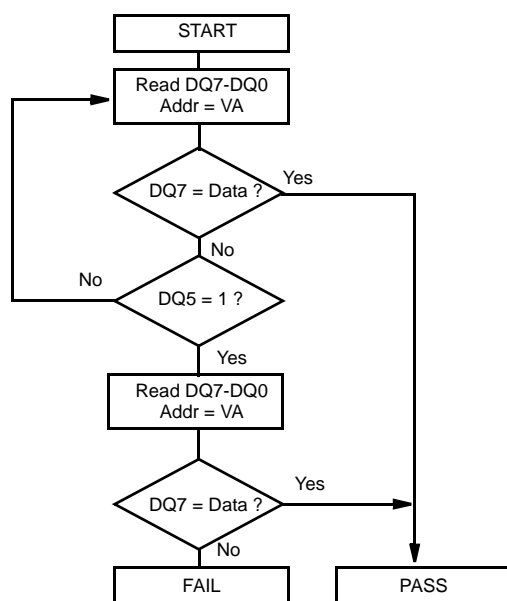 START
Read DQ7-DQ0
Addr = VA
DQ7 = Data ?
Yes
No
No
DQ5 = 1 ?
Yes
Read DQ7-DQ0
Addr = VA
DQ7 = Data ?
Yes
No
FAIL
PASS